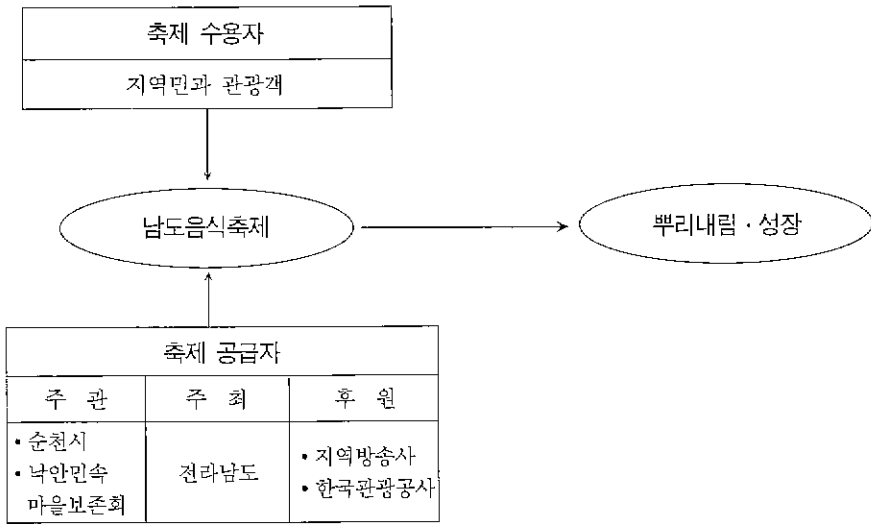 축제 수용자
지역민과 관광객
남도음식축제
뿌리내림 · 성장
축제 공급자
주 관
주 최
후 원
• 순천시
• 낙안민속
마을보존회
전라남도
• 지역방송사
• 한국관광공사